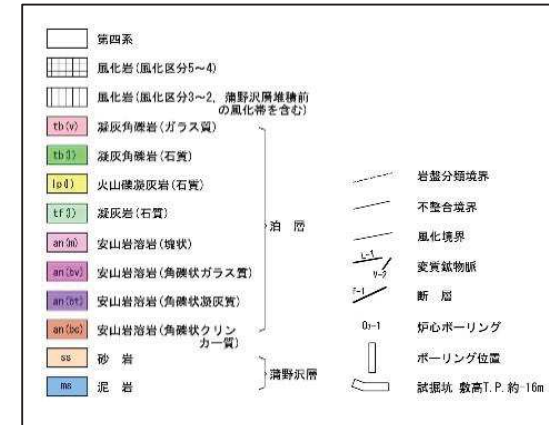 第四系
風化岩(風化区分5～4)
風化岩(風化区分3～2, 蒲野沢層堆積前
の風化帯を含む)
tb(v) 凝灰角礫岩(ガラス質)
tb(l) 凝灰角礫岩(石質)
lp(l) 火山礫凝灰岩(石質)
tf(l) 凝灰岩(石質)
an(m) 安山岩溶岩(塊状)
an(bv) 安山岩溶岩(角礫状ガラス質)
an(bt) 安山岩溶岩(角礫状凝灰質)
an(bc) 安山岩溶岩(角礫状クリン
カー質)
泊 層
ss 砂 岩
ms 泥 岩
蒲野沢層
岩盤分類境界
不整合境界
風化境界
L-1 V-2 変質鉱物脈
F-1 断 層
O₃-1 炉心ボーリング
ボーリング位置
試掘坑 敷高T.P.約-16m